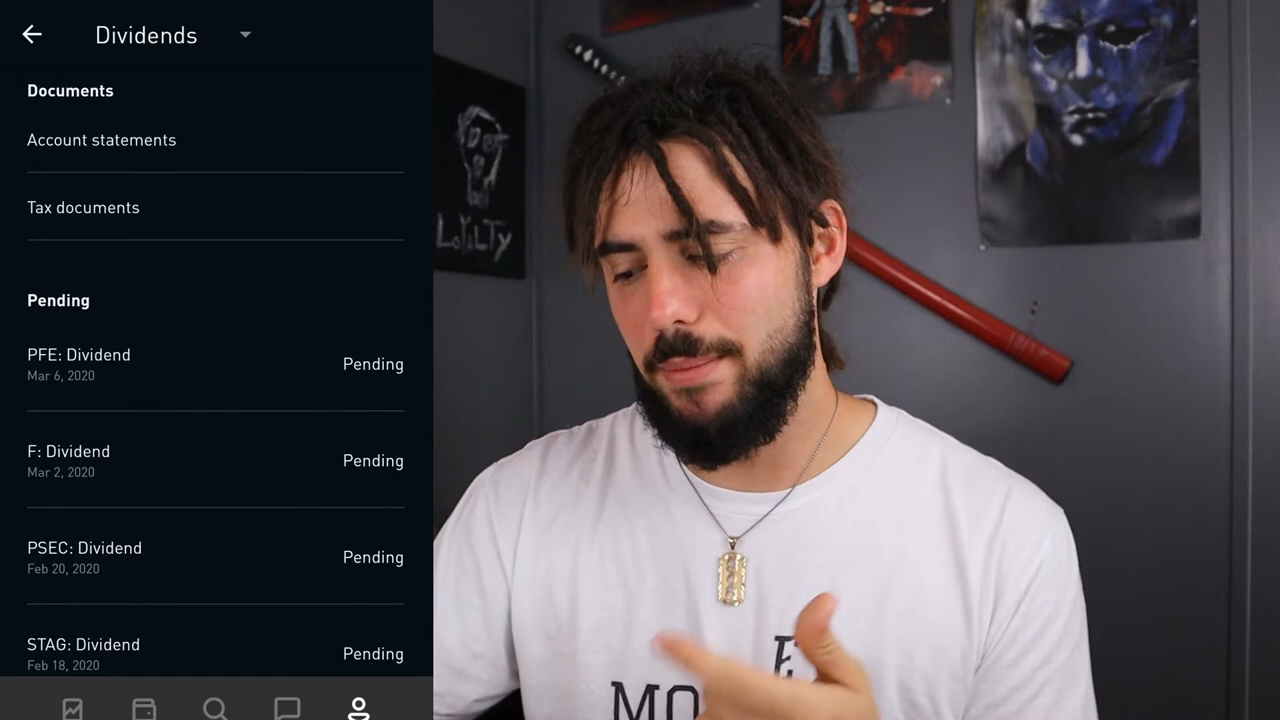 Dividends
Documents
Account statements
Tax documents
Pending
PFE: Dividend
Mar 6, 2020
Pending
F: Dividend
Mar 2, 2020
Pending
PSEC: Dividend
Feb 20, 2020
Pending
STAG: Dividend
Feb 18, 2020
Pending
LOYALTY
E
MO